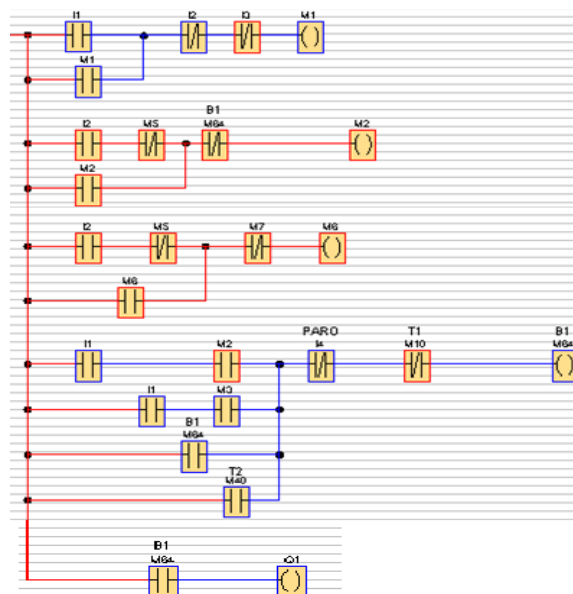 I1 I2 I3 M1
M1
B1
I2 M5 M64 M2
M2
I2 M5 M7 M6
M6
PARO T1 B1
I1 M2 I4 M10 M64
I1 M3
B1
M64
T2
M40
B1
M64 Q1